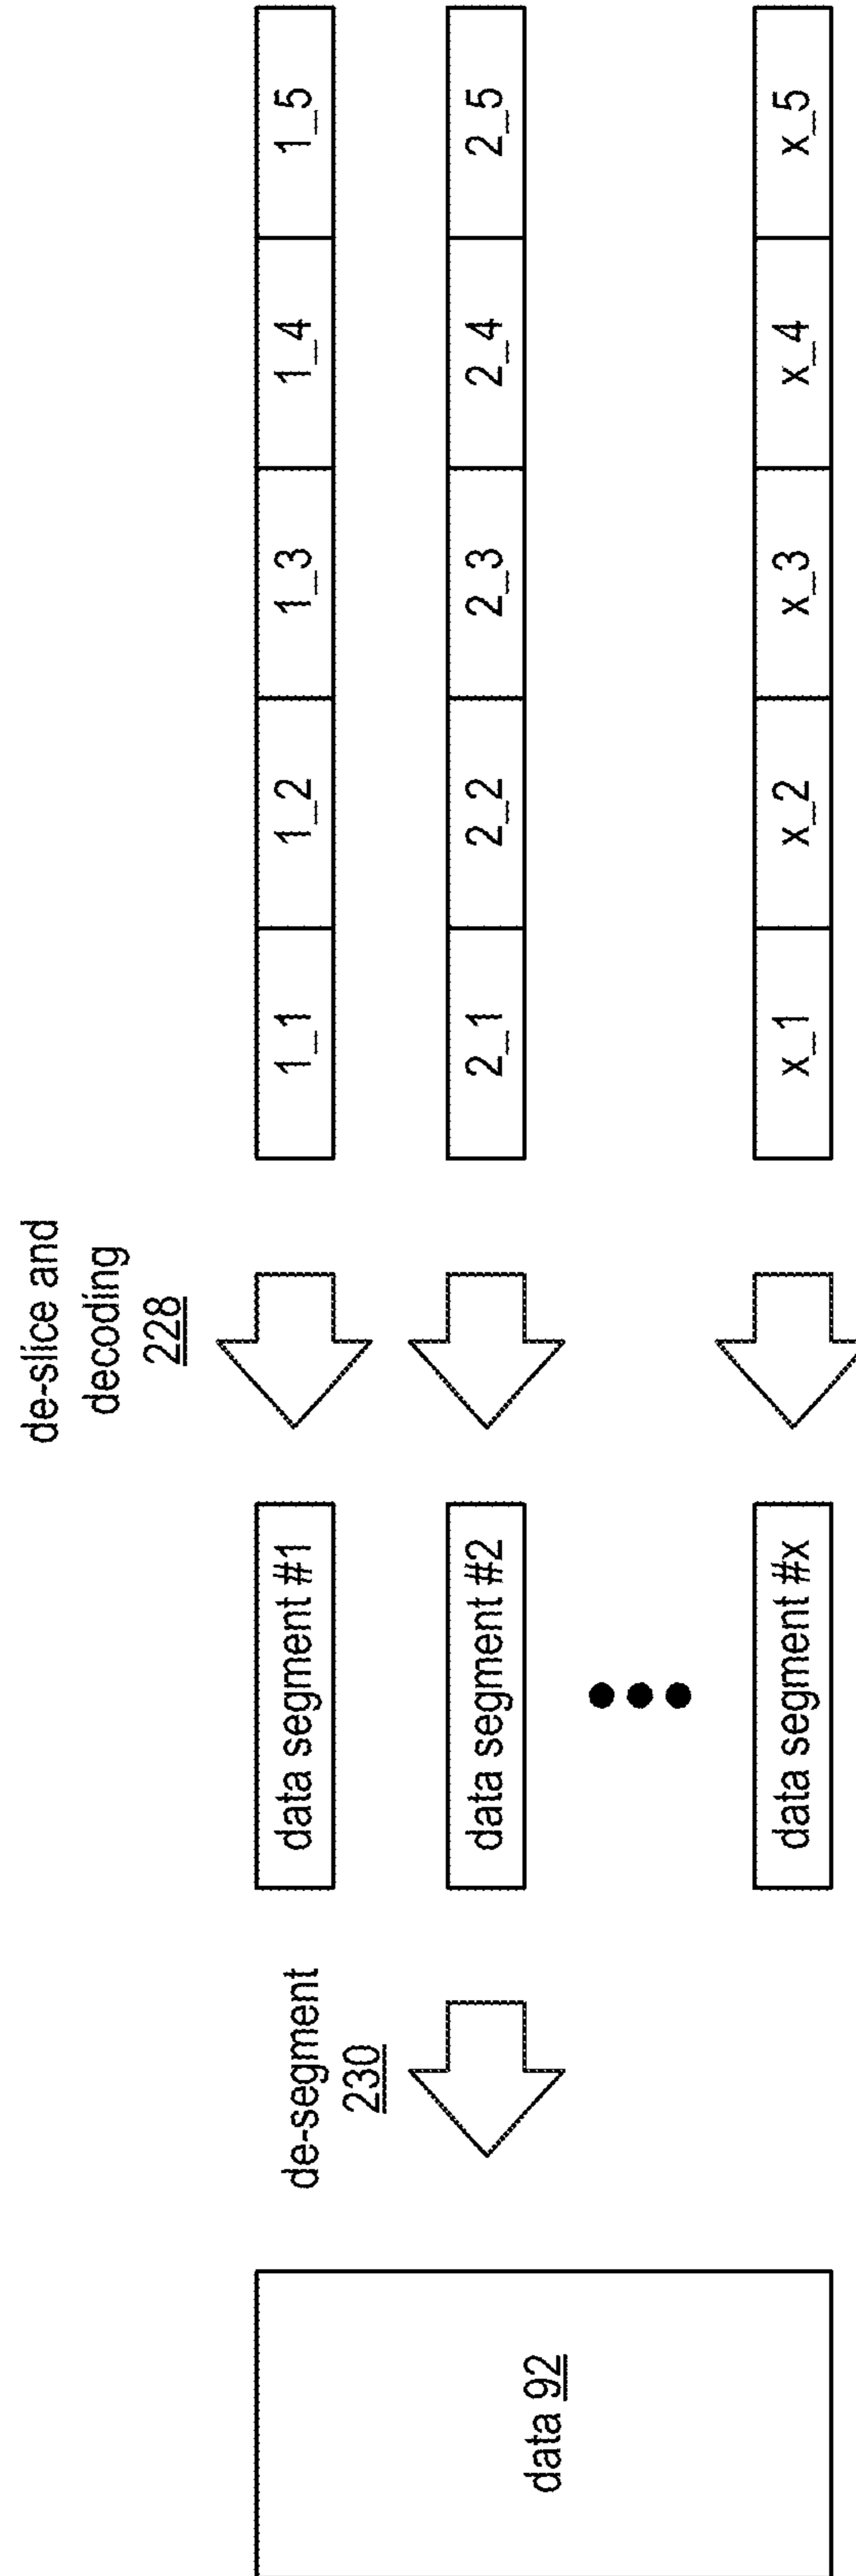 de-segment
230
de-slice and
decoding
228
data 92
data segment #1
1_1
1_2
1_3
1_4
1_5
data segment #2
2_1
2_2
2_3
2_4
2_5
data segment #x
x_1
x_2
x_3
x_4
x_5